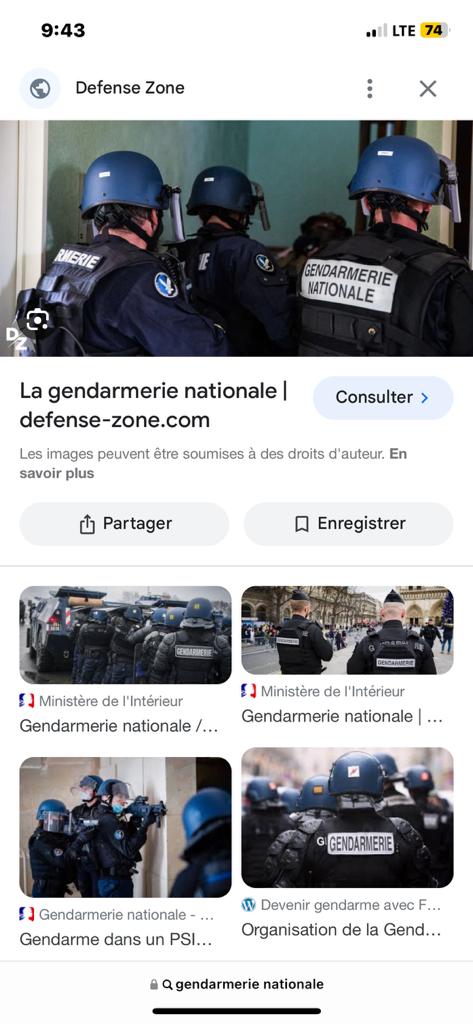 9:43
LTE 74
Defense Zone
RMERIE
IE
GENDARMERIE
NATIONALE
DZ
La gendarmerie nationale |
defense-zone.com
Consulter
Les images peuvent être soumises à des droits d'auteur. En
savoir plus
Partager
Enregistrer
GENDARMERIE
GENDARMERIE
Ministère de l'Intérieur
Gendarmerie nationale /...
Ministère de l'Intérieur
Gendarmerie nationale | ...
GENDARMERIE
Gendarmerie nationale - ...
Gendarme dans un PSI...
Devenir gendarme avec F...
Organisation de la Gend...
gendarmerie nationale